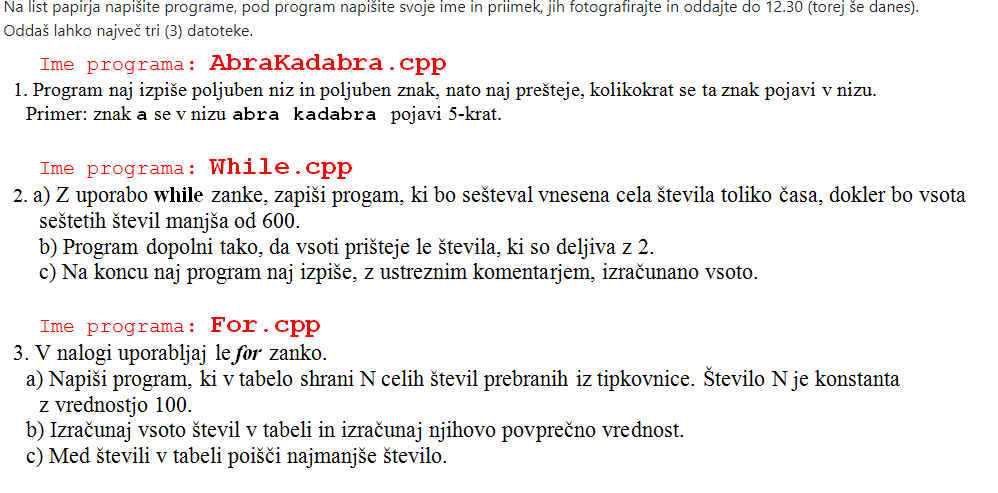 Na list papirja napišite programe, pod program napišite svoje ime in priimek, jih fotografirajte in oddajte do 12.30 (torej še danes).
Oddaš lahko največ tri (3) datoteke.
Ime programa: AbraKadabra.cpp
1. Program naj izpiše poljuben niz in poljuben znak, nato naj prešteje, kolikokrat se ta znak pojavi v nizu.
Primer: znak a se v nizu abra kadabra pojavi 5-krat.
Ime programa: While.cpp
2. a) Z uporabo while zanke, zapiši progam, ki bo sešteval vnesena cela števila toliko časa, dokler bo vsota
seštetih števil manjša od 600.
b) Program dopolni tako, da vsoti prišteje le števila, ki so deljiva z 2.
c) Na koncu naj program naj izpiše, z ustreznim komentarjem, izračunano vsoto.
Ime programa: For.cpp
3. V nalogi uporabljaj le for zanko.
a) Napiši program, ki v tabelo shrani N celih števil prebranih iz tipkovnice. Število N je konstanta
z vrednostjo 100.
b) Izračunaj vsoto števil v tabeli in izračunaj njihovo povprečno vrednost.
c) Med števili v tabeli poišči najmanjše število.